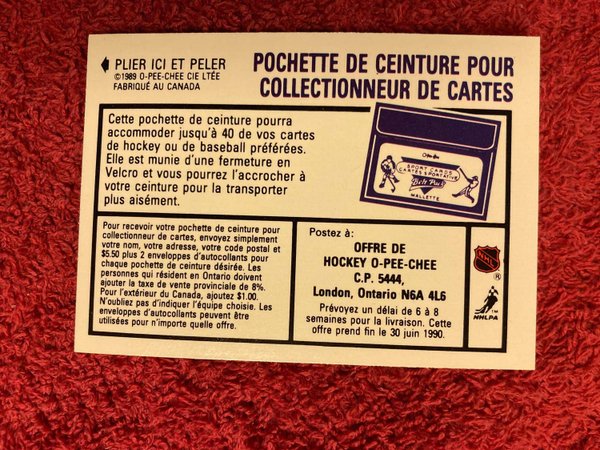 PLIER ICI ET PELER
©1989 O-PEE-CHEE CIE LTÉE
FABRIQUÉ AU CANADA
POCHETTE DE CEINTURE POUR
COLLECTIONNEUR DE CARTES
Cette pochette de ceinture pourra
accommoder jusqu'à 40 de vos cartes
de hockey ou de baseball préférées.
Elle est munie d'une fermeture en
Velcro et vous pourrez l'accrocher à
votre ceinture pour la transporter
plus aisément.
O-Pee-Chee
SPORT CARDS
CARTES SPORTATIVE
Belt Pac
MALLETTE
Pour recevoir votre pochette de ceinture pour
collectionneur de cartes, envoyez simplement
votre nom, votre adresse, votre code postal et
$5.50 plus 2 enveloppes d'autocollants pour
chaque pochette de ceinture désirée. Les
personnes qui résident en Ontario doivent
ajouter la taxe de vente provinciale de 8%.
Pour l'extérieur du Canada, ajoutez $1.00.
N'oubliez pas d'indiquer l'équipe choisie. Les
enveloppes d'autocollants peuvent être
utilisées pour n'importe quelle offre.
Postez à:
OFFRE DE
HOCKEY O-PEE-CHEE
C.P. 5444,
London, Ontario N6A 4L6
Prévoyez un délai de 6 à 8
semaines pour la livraison. Cette
offre prend fin le 30 juin 1990.
NHL
®
TM
NHLPA